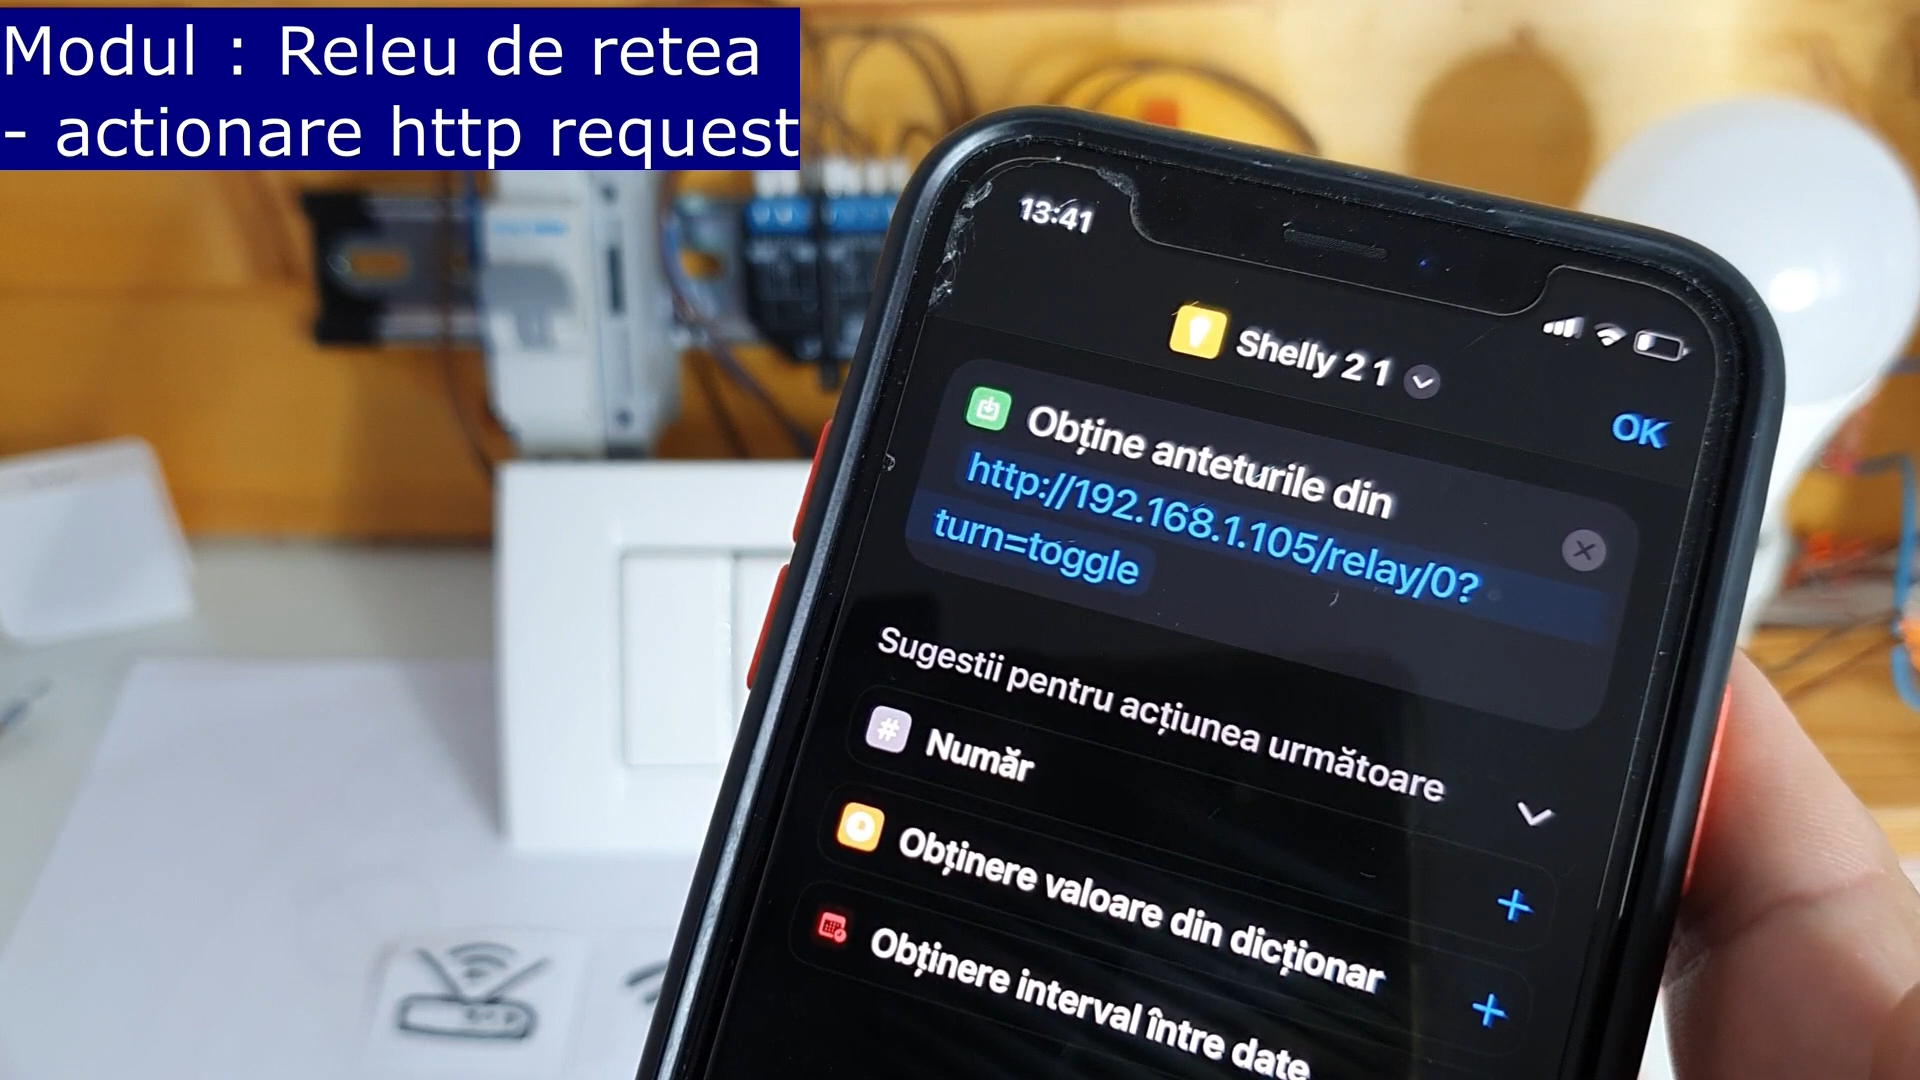 Modul : Releu de retea
- actionare http request
13:41
Shelly 2 1
OK
Obține anteturile din
http://192.168.1.105/relay/0?
turn=toggle
Sugestii pentru acțiunea următoare
Număr
Obținere valoare din dicționar
Obținere interval între date